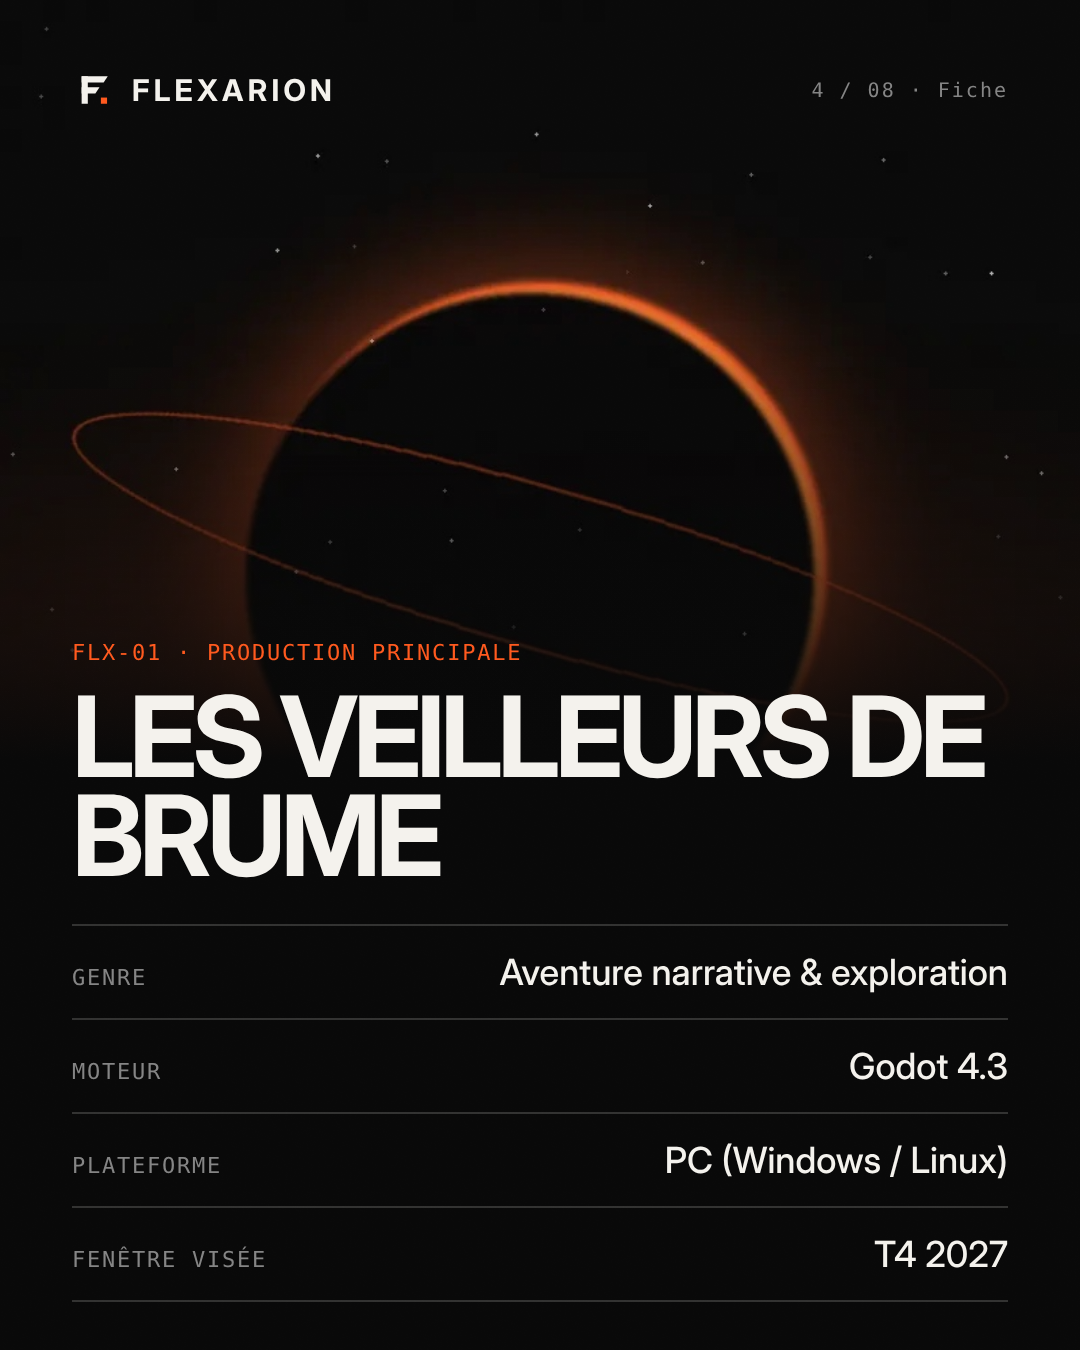 F. FLEXARION
4 / 08 · Fiche
FLX-01 · PRODUCTION PRINCIPALE
LES VEILLEURS DE
BRUME
GENRE Aventure narrative & exploration
MOTEUR Godot 4.3
PLATEFORME PC (Windows / Linux)
FENÊTRE VISÉE T4 2027